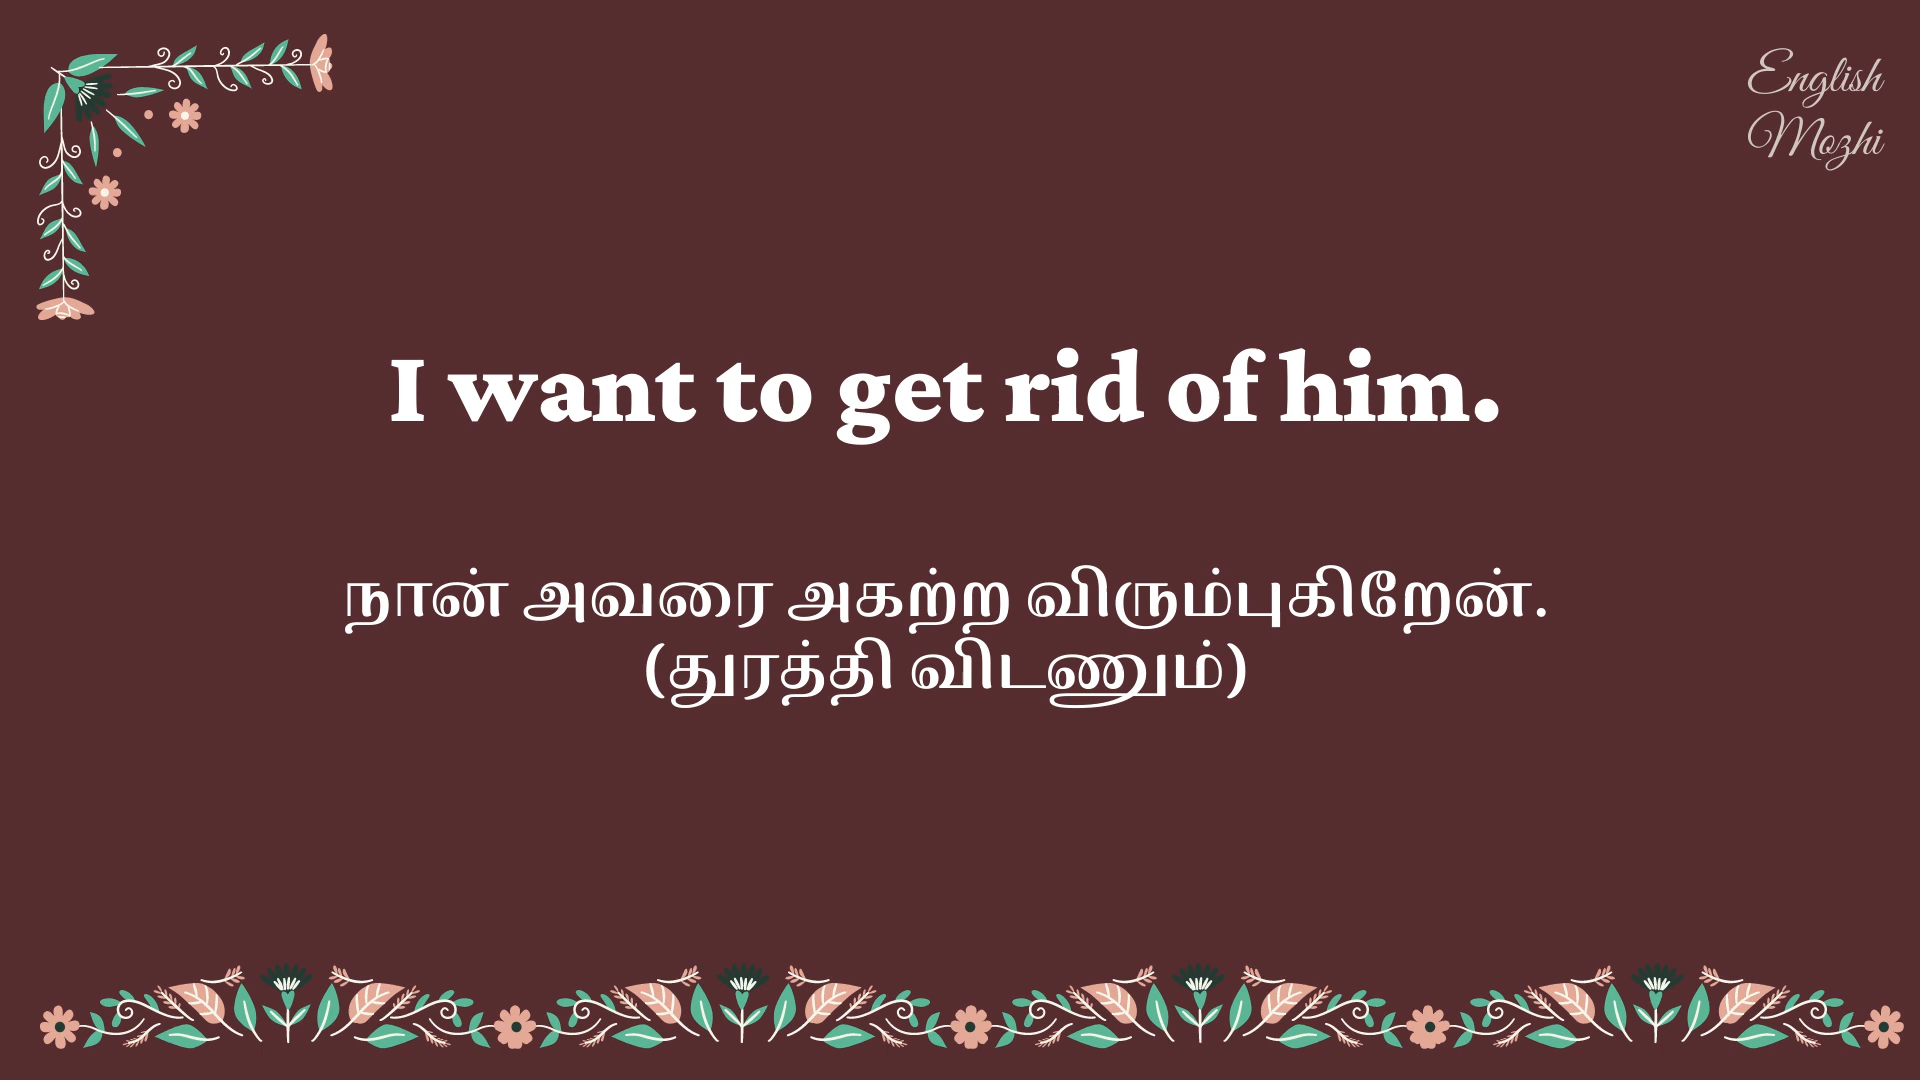 English
Mozhi
I want to get rid of him.
நான் அவரை அகற்ற விரும்புகிறேன்.
(துரத்தி விடணும்)